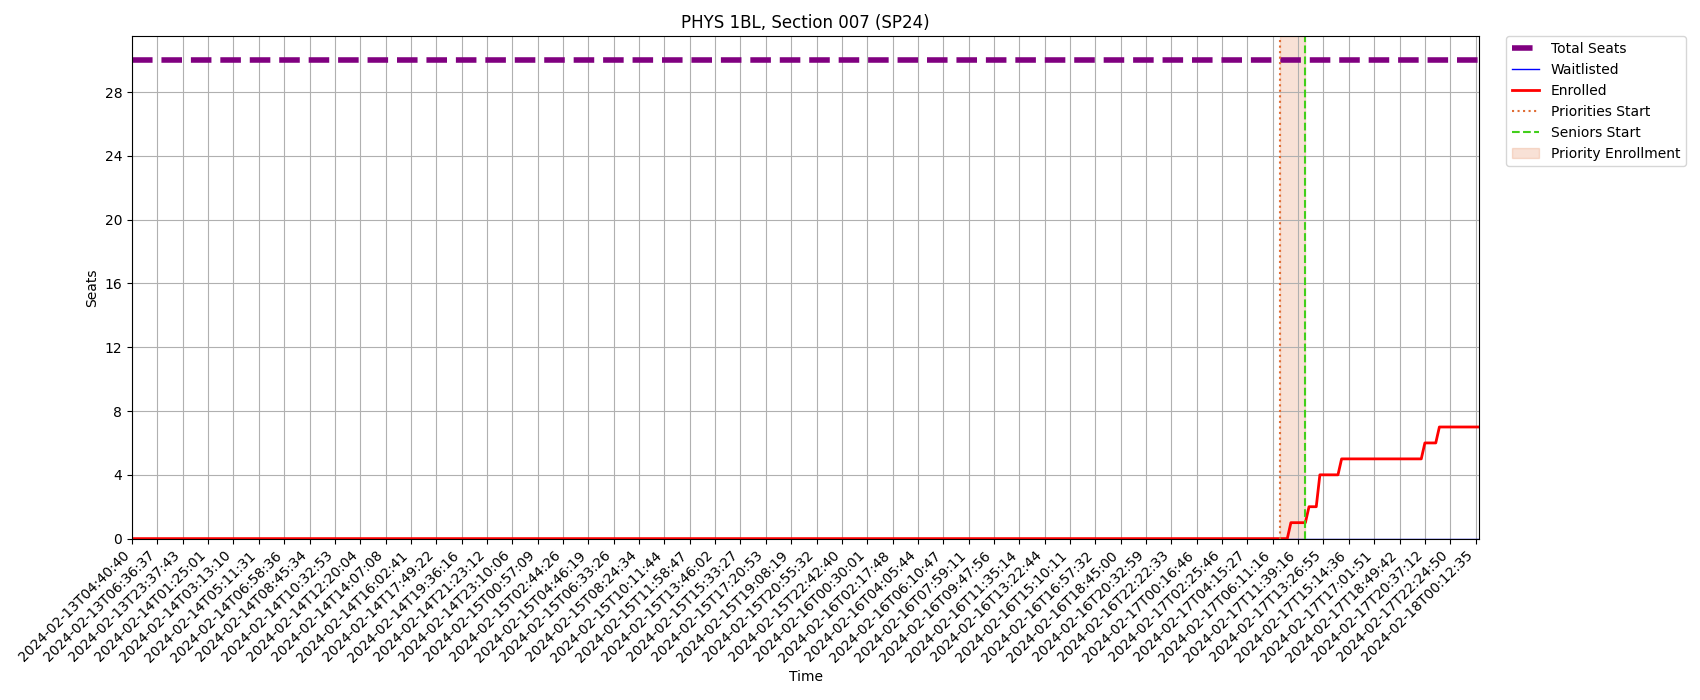 PHYS 1BL, Section 007 (SP24)
Total Seats
Waitlisted
Enrolled
Priorities Start
Seniors Start
Priority Enrollment
Seats
28
24
20
16
12
8
4
0
2024-02-13T04:40:40
2024-02-13T06:36:37
2024-02-13T23:37:43
2024-02-14T01:25:01
2024-02-14T03:13:10
2024-02-14T05:11:31
2024-02-14T06:58:36
2024-02-14T08:45:34
2024-02-14T10:32:53
2024-02-14T12:20:04
2024-02-14T14:07:08
2024-02-14T16:02:41
2024-02-14T17:49:22
2024-02-14T19:36:16
2024-02-14T21:23:12
2024-02-14T23:10:06
2024-02-15T00:57:09
2024-02-15T02:44:26
2024-02-15T04:46:19
2024-02-15T06:33:26
2024-02-15T08:24:34
2024-02-15T10:11:44
2024-02-15T11:58:47
2024-02-15T13:46:02
2024-02-15T15:33:27
2024-02-15T17:20:53
2024-02-15T19:08:19
2024-02-15T20:55:32
2024-02-15T22:42:40
2024-02-16T00:30:01
2024-02-16T02:17:48
2024-02-16T04:05:44
2024-02-16T06:10:47
2024-02-16T07:59:11
2024-02-16T09:47:56
2024-02-16T11:35:14
2024-02-16T13:22:44
2024-02-16T15:10:11
2024-02-16T16:57:32
2024-02-16T18:45:00
2024-02-16T20:32:59
2024-02-16T22:22:33
2024-02-17T00:16:46
2024-02-17T02:25:46
2024-02-17T04:15:27
2024-02-17T06:11:16
2024-02-17T11:39:16
2024-02-17T13:26:55
2024-02-17T15:14:36
2024-02-17T17:01:51
2024-02-17T18:49:42
2024-02-17T20:37:12
2024-02-17T22:24:50
2024-02-18T00:12:35
Time